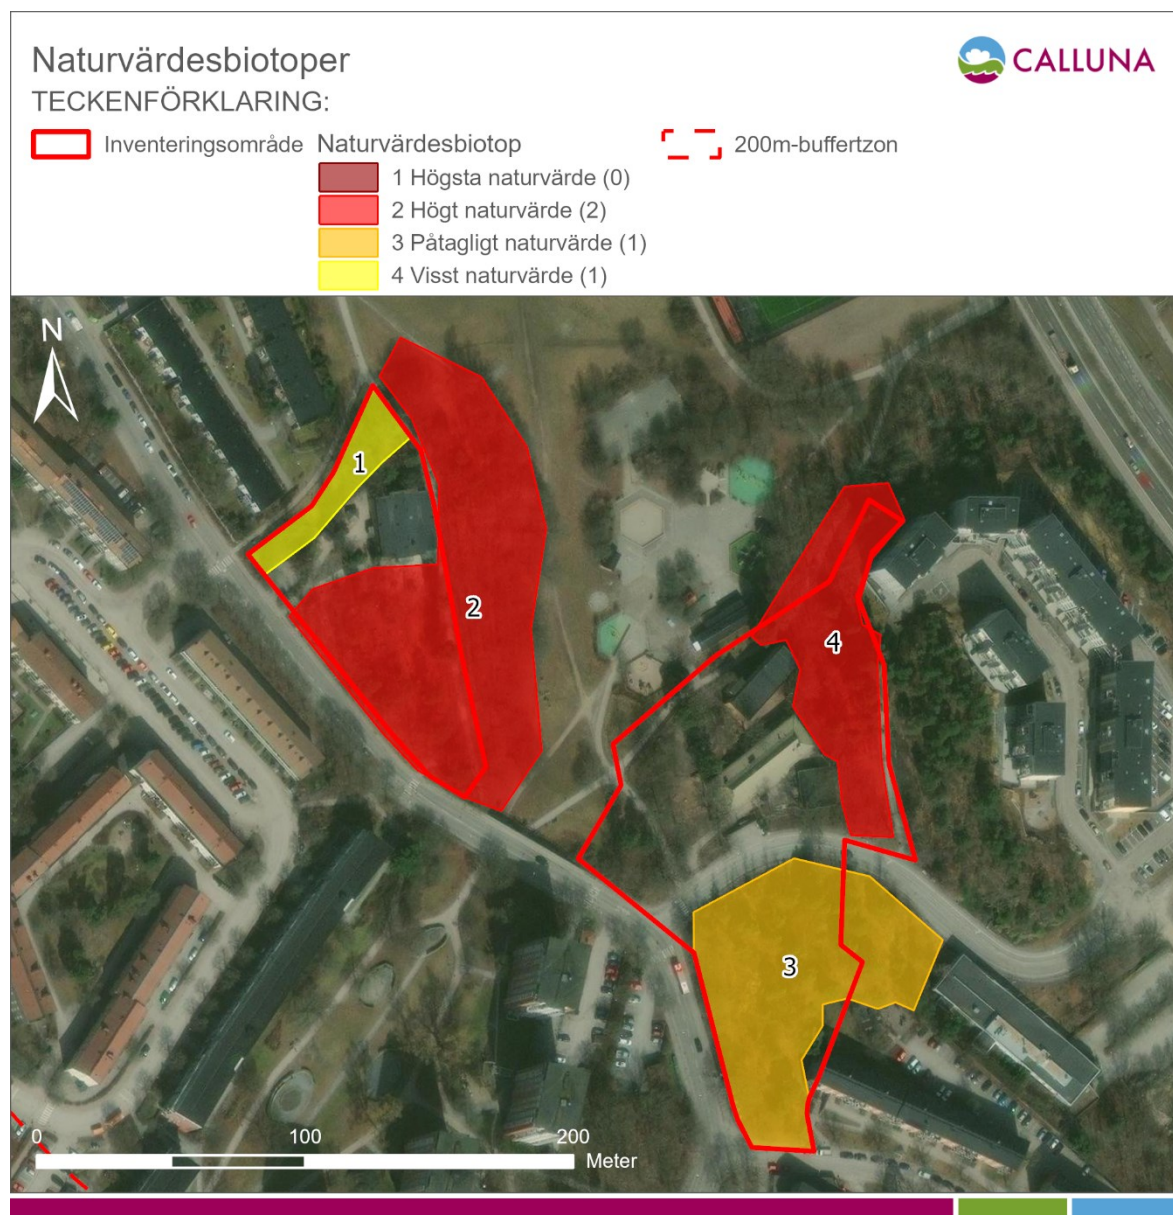 Naturvärdesbiotoper
CALLUNA
TECKENFÖRKLARING:
Inventeringsområde
Naturvärdesbiotop
200m-buffertzon
1 Högsta naturvärde (0)
2 Högt naturvärde (2)
3 Påtagligt naturvärde (1)
4 Visst naturvärde (1)
N
1
2
4
3
0 100 200
Meter